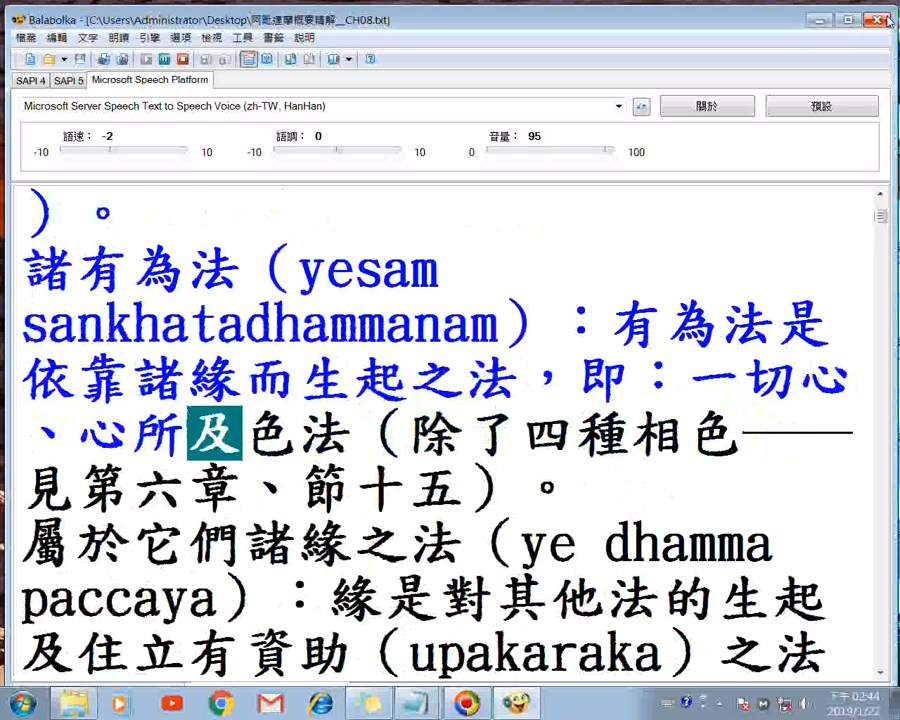 Balabolka - [C:\Users\Administrator\Desktop\阿毗達摩概要精解__CH08.txt]
檔案 編輯 文字 朗讀 引擎 選項 檢視 工具 書籤 說明
SAPI 4 SAPI 5 Microsoft Speech Platform
Microsoft Server Speech Text to Speech Voice (zh-TW, HanHan) 關於 預設
語速： -2 語調： 0 音量： 95
-10 10 -10 10 0 100
）。
諸有為法（yesam
sankhatadhammanam）：有為法是
依靠諸緣而生起之法，即：一切心
、心所及色法（除了四種相色——
見第六章、節十五）。
屬於它們諸緣之法（ye dhamma
paccaya）：緣是對其他法的生起
及住立有資助（upakaraka）之法
下午 02:44
2019/1/22